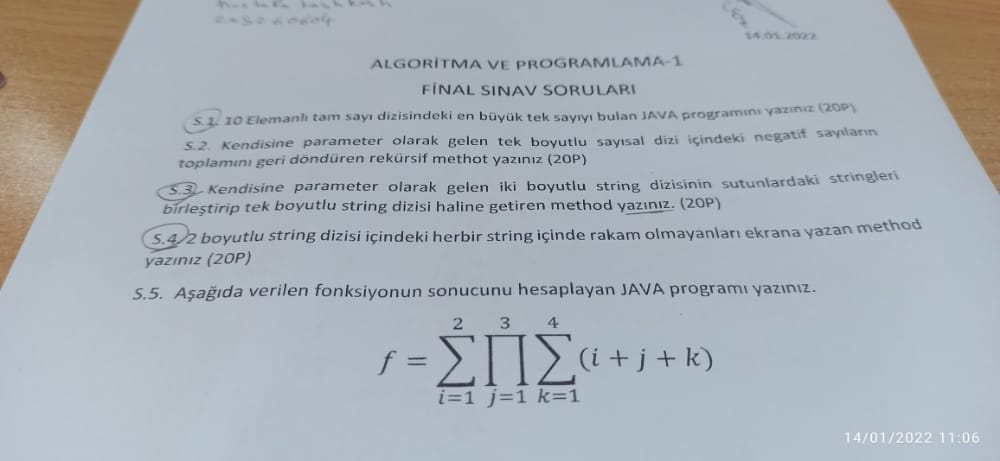 14.01.2022
ALGORİTMA VE PROGRAMLAMA-1
FİNAL SINAV SORULARI
S.1. 10 Elemanlı tam sayı dizisindeki en büyük tek sayıyı bulan JAVA programını yazınız (20P)
S.2. Kendisine parameter olarak gelen tek boyutlu sayısal dizi içindeki negatif sayıların
toplamını geri döndüren rekürsif methot yazınız (20P)
S.3. Kendisine parameter olarak gelen iki boyutlu string dizisinin sutunlardaki stringleri
birleştirip tek boyutlu string dizisi haline getiren method yazınız. (20P)
S.4. 2 boyutlu string dizisi içindeki herbir string içinde rakam olmayanları ekrana yazan method
yazınız (20P)
S.5. Aşağıda verilen fonksiyonun sonucunu hesaplayan JAVA programı yazınız.
2 3 4
f = ∑ ∏ ∑ (i + j + k)
i=1 j=1 k=1
14/01/2022 11:06